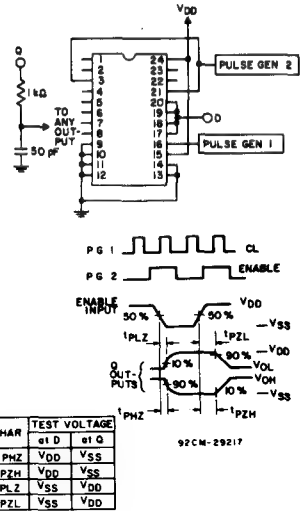 VDD
Q
1kΩ
TO
ANY
OUT-
PUT
50 pF
1 24
2 23
3 22
4 21
5 20
6 19
7 18
8 17
9 16
10 15
11 14
12 13
PULSE GEN 2
D
PULSE GEN 1
PG 1 CL
PG 2 ENABLE
ENABLE
INPUT
50% 50%
VDD
VSS
tPLZ tPZL
VDD
10% 90%
VOL
Q
OUT-
PUTS
VOH
90% 10%
VSS
tPHZ tPZH
92CM-29217
HAR TEST VOLTAGE
at D at Q
PHZ VDD VSS
PZH VDD VSS
PLZ VSS VDD
PZL VSS VDD